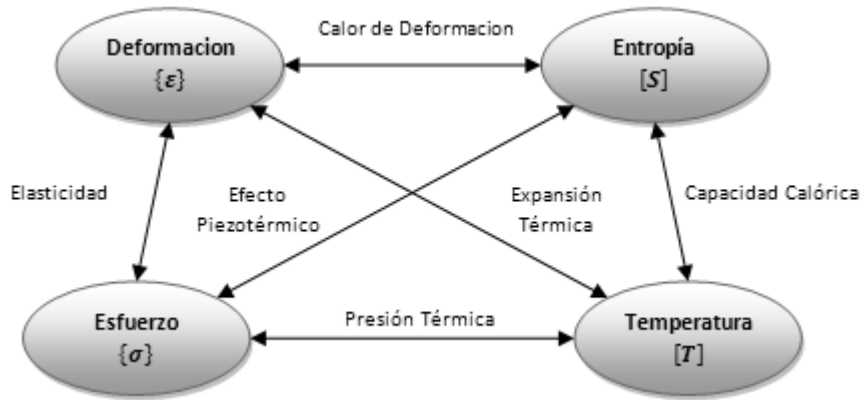 Calor de Deformacion
Deformacion
{ε}
Entropía
[S]
Elasticidad
Efecto
Piezotérmico
Expansión
Térmica
Capacidad Calórica
Presión Térmica
Esfuerzo
{σ}
Temperatura
[T]